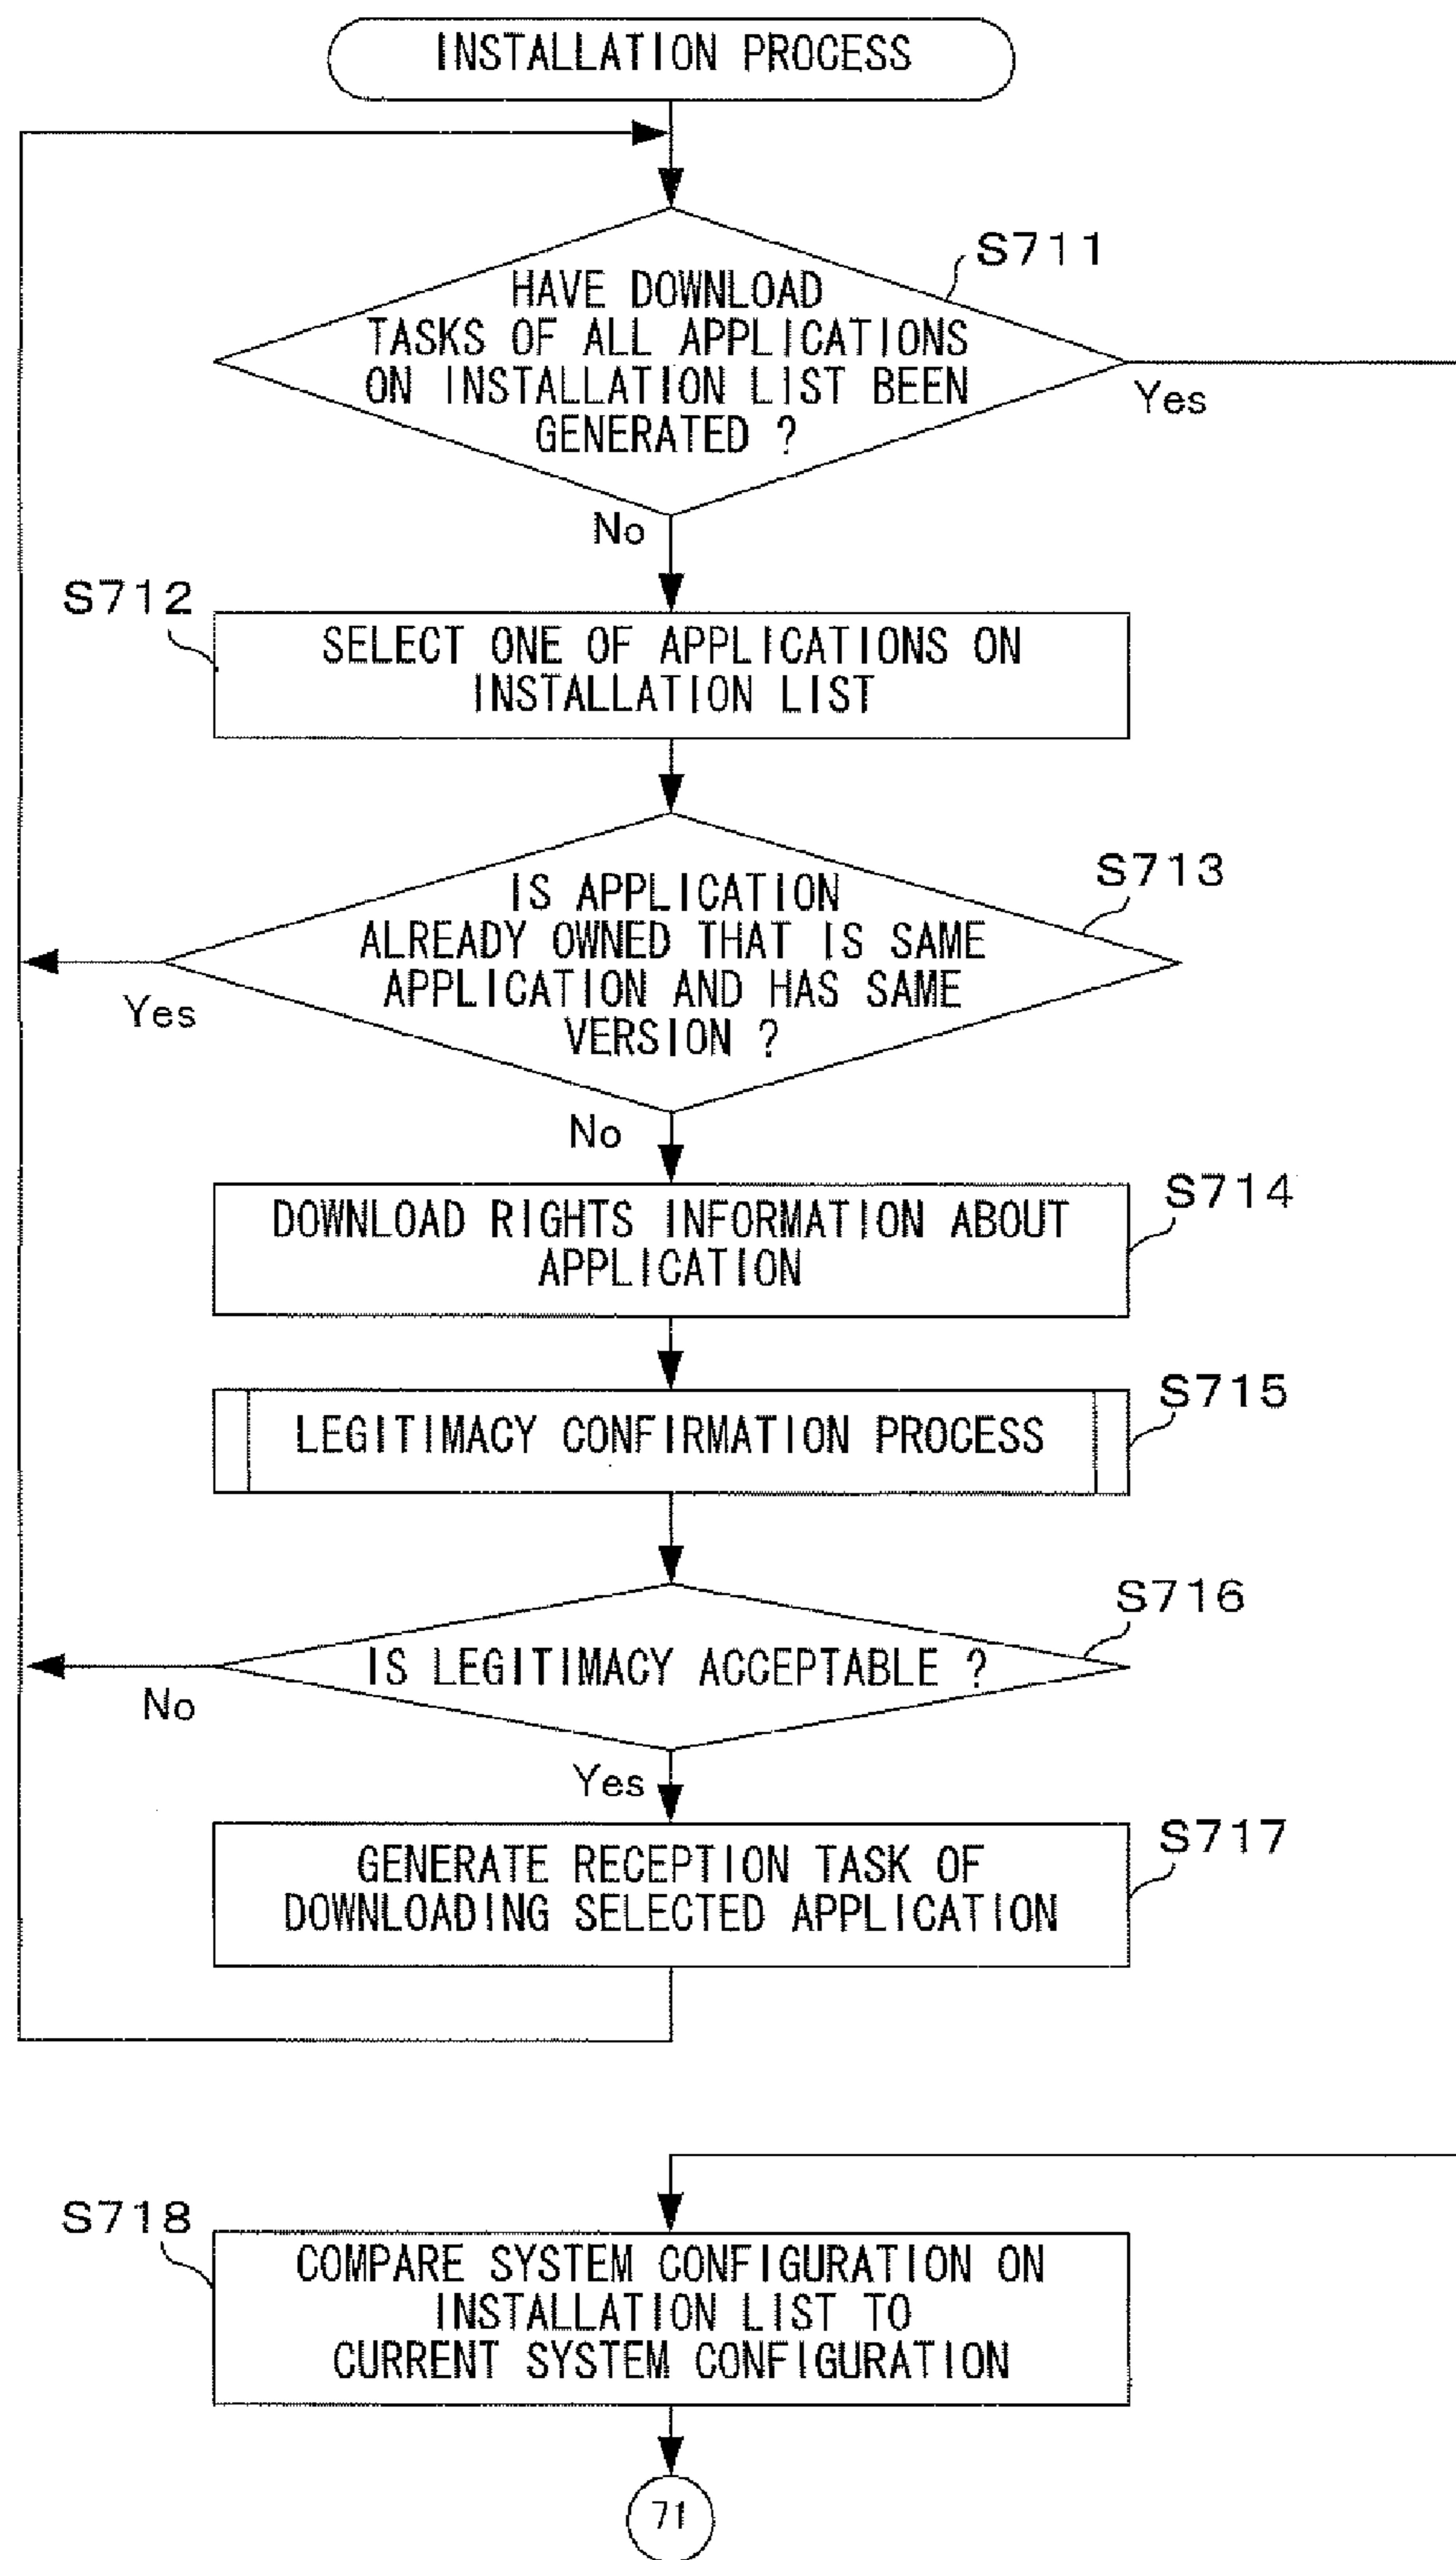 INSTALLATION PROCESS
S711
HAVE DOWNLOAD
TASKS OF ALL APPLICATIONS
ON INSTALLATION LIST BEEN
GENERATED ?
Yes
No
S712
SELECT ONE OF APPLICATIONS ON
INSTALLATION LIST
S713
IS APPLICATION
ALREADY OWNED THAT IS SAME
APPLICATION AND HAS SAME
VERSION ?
Yes
No
S714
DOWNLOAD RIGHTS INFORMATION ABOUT
APPLICATION
S715
LEGITIMACY CONFIRMATION PROCESS
S716
IS LEGITIMACY ACCEPTABLE ?
No
Yes
S717
GENERATE RECEPTION TASK OF
DOWNLOADING SELECTED APPLICATION
S718
COMPARE SYSTEM CONFIGURATION ON
INSTALLATION LIST TO
CURRENT SYSTEM CONFIGURATION
71